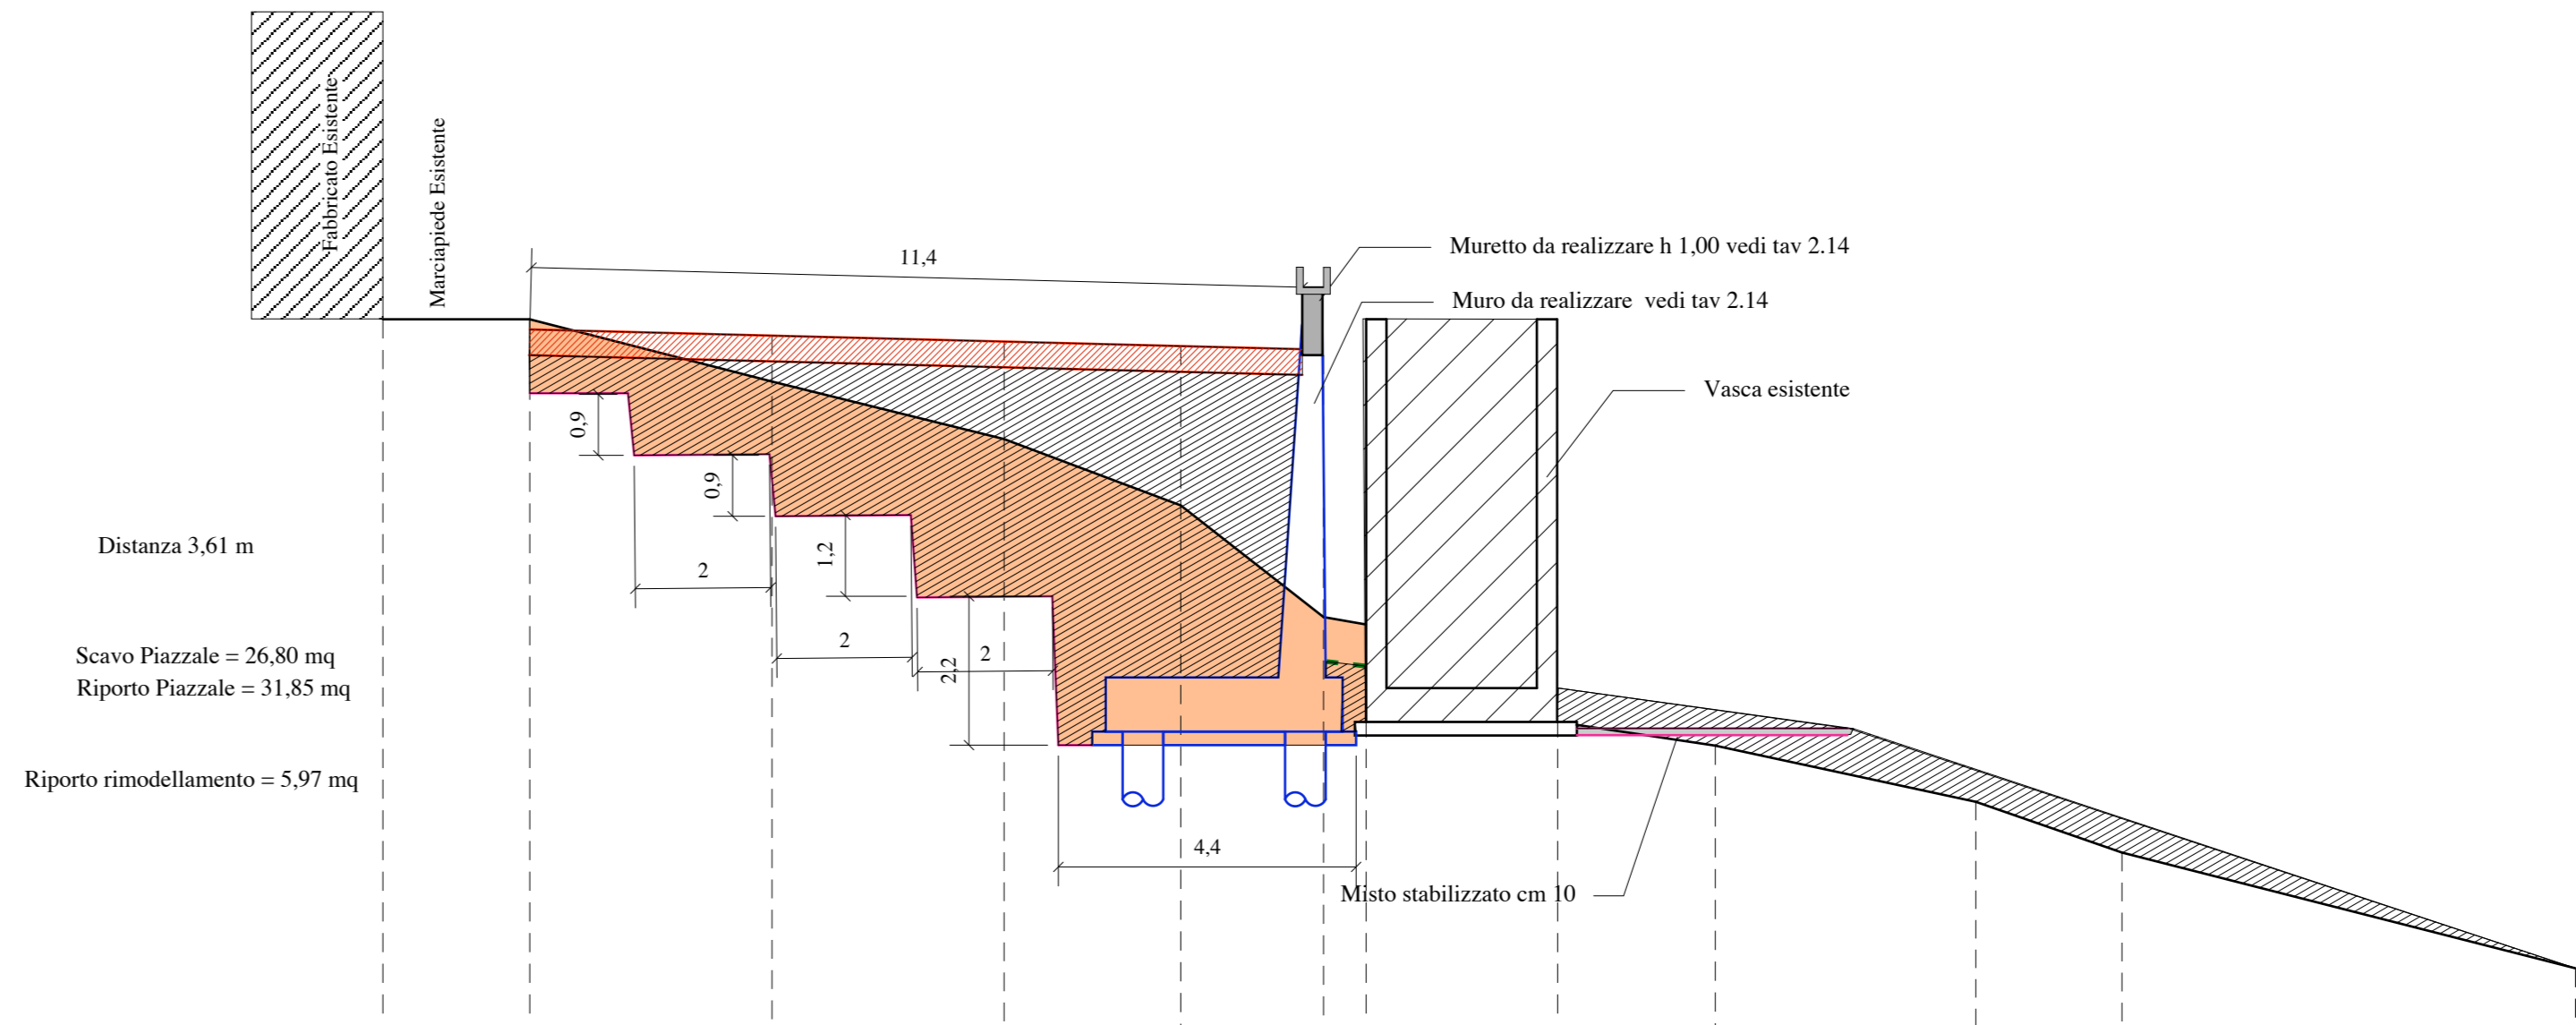 Fabbricato Esistente
Marciapiede Esistente
11,4
Muretto da realizzare h 1,00 vedi tav 2.14
Muro da realizzare vedi tav 2.14
Vasca esistente
0,9
0,9
1,2
2,2
2
2
2
4,4
Distanza 3,61 m
Scavo Piazzale = 26,80 mq
Riporto Piazzale = 31,85 mq
Riporto rimodellamento = 5,97 mq
Misto stabilizzato cm 10